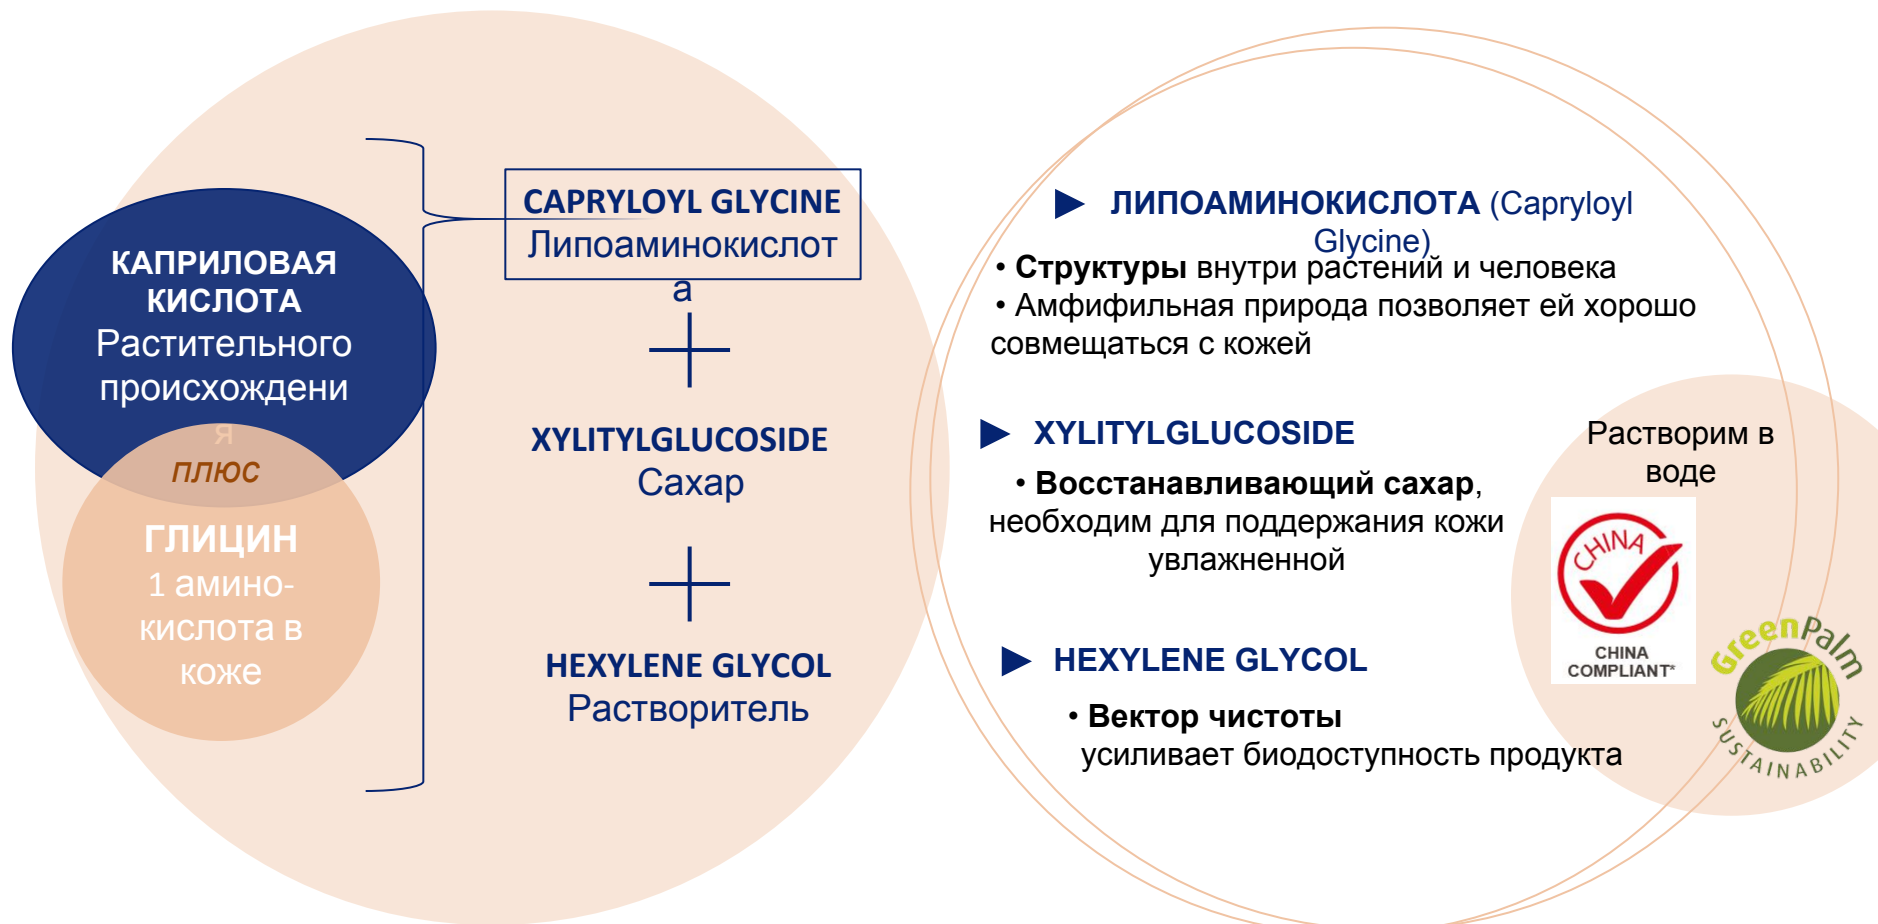 КАПРИЛОВАЯ
КИСЛОТА
Растительного
происхождени
я
плюс
ГЛИЦИН
1 амино-
кислота в
коже
CAPRYLOYL GLYCINE
Липоаминокислот
а
XYLITYLGLUCOSIDE
Сахар
HEXYLENE GLYCOL
Растворитель
ЛИПОАМИНОКИСЛОТА (Capryloyl
Glycine)
• Структуры внутри растений и человека
• Амфифильная природа позволяет ей хорошо
совмещаться с кожей
XYLITYLGLUCOSIDE
• Восстанавливающий сахар,
необходим для поддержания кожи
увлажненной
HEXYLENE GLYCOL
• Вектор чистоты
усиливает биодоступность продукта
Растворим в
воде
CHINA
CHINA
COMPLIANT*
GreenPalm
SUSTAINABILITY